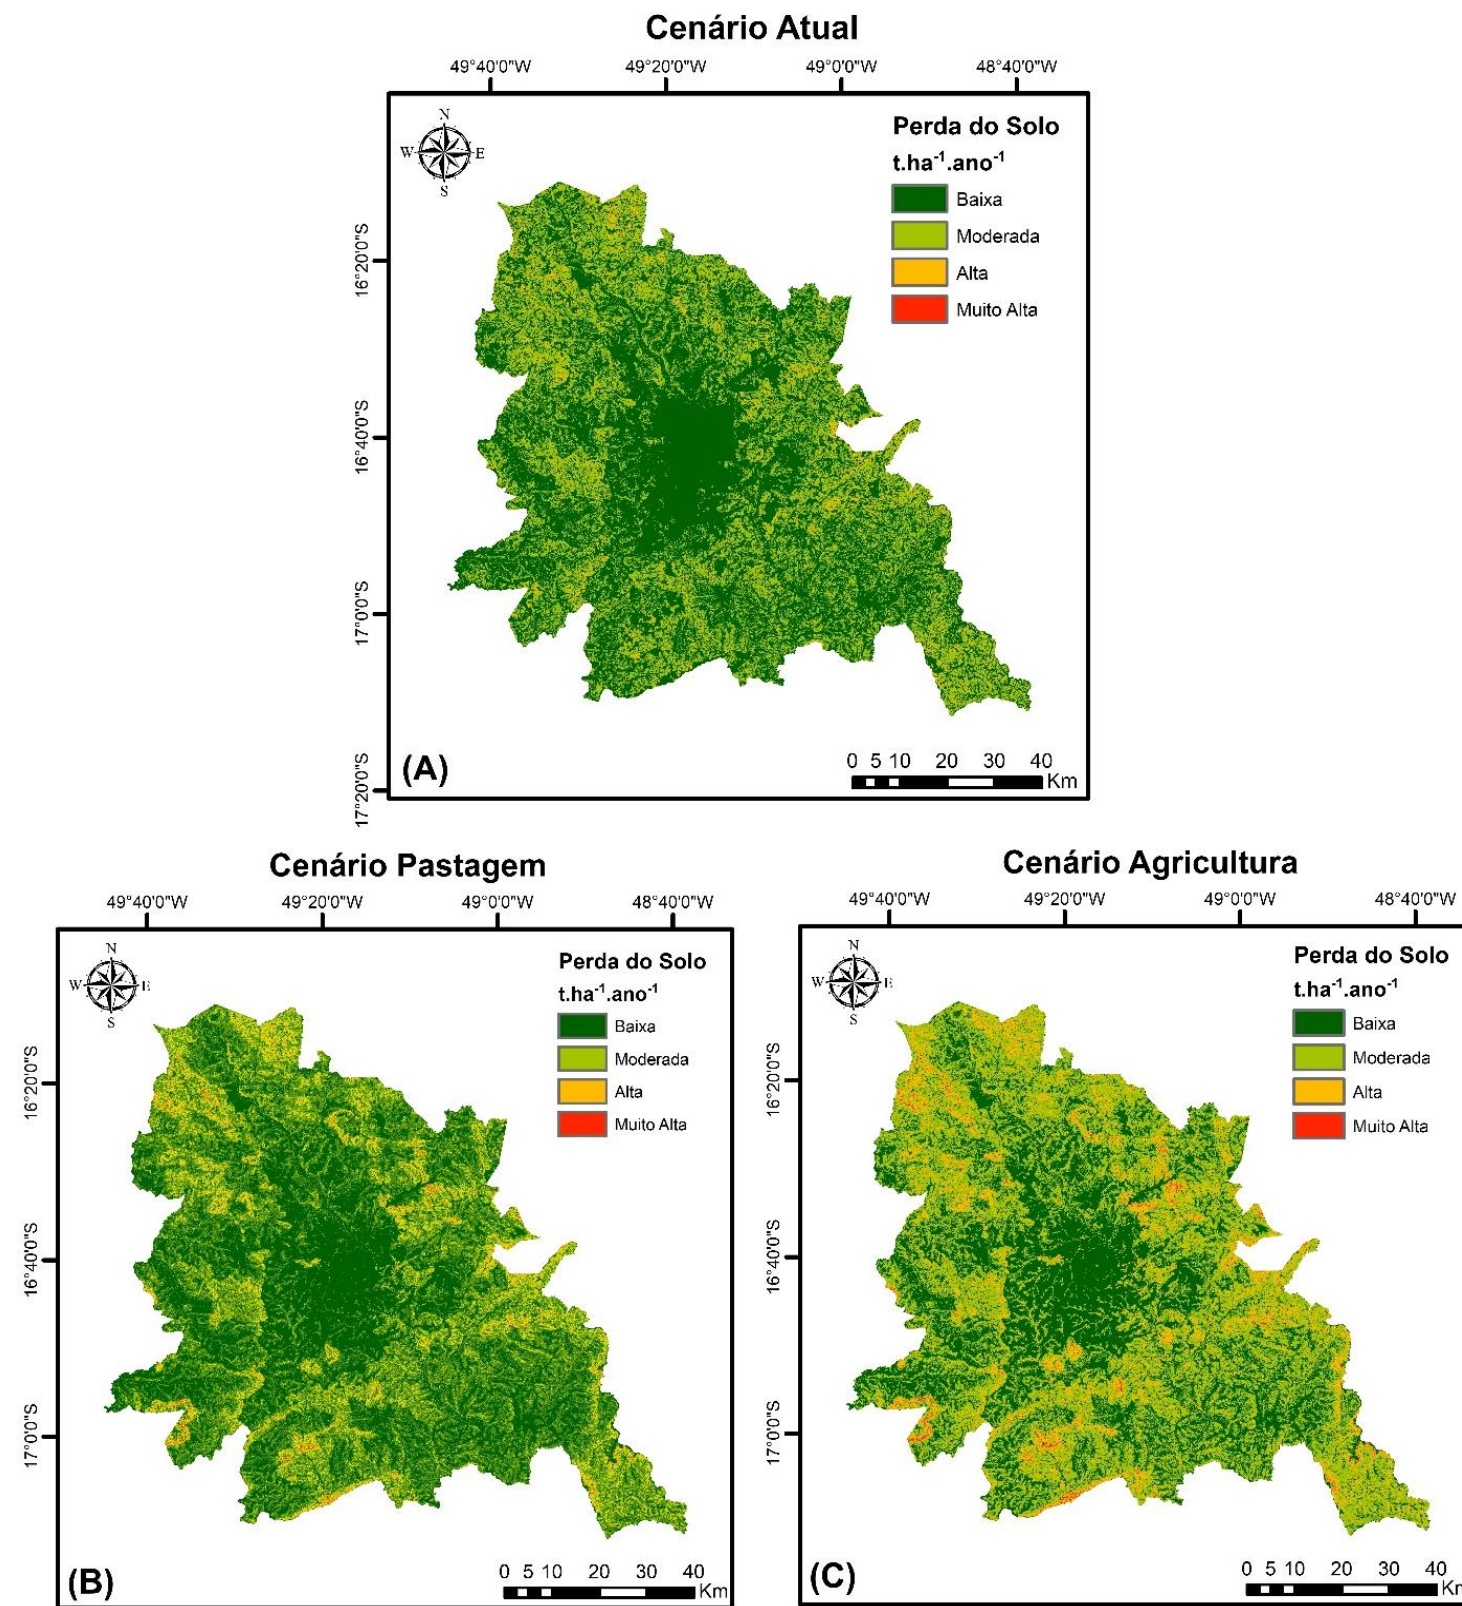 Cenário Atual
49°40'0"W 49°20'0"W 49°0'0"W 48°40'0"W
N
W E
S
Perda do Solo
t.ha⁻¹.ano⁻¹
Baixa
Moderada
Alta
Muito Alta
16°20'0"S
16°40'0"S
17°0'0"S
17°20'0"S
(A)
0 5 10 20 30 40
Km
Cenário Pastagem
49°40'0"W 49°20'0"W 49°0'0"W 48°40'0"W
N
W E
S
Perda do Solo
t.ha⁻¹.ano⁻¹
Baixa
Moderada
Alta
Muito Alta
16°20'0"S
16°40'0"S
17°0'0"S
(B)
0 5 10 20 30 40
Km
Cenário Agricultura
49°40'0"W 49°20'0"W 49°0'0"W 48°40'0"W
N
W E
S
Perda do Solo
t.ha⁻¹.ano⁻¹
Baixa
Moderada
Alta
Muito Alta
16°20'0"S
16°40'0"S
17°0'0"S
(C)
0 5 10 20 30 40